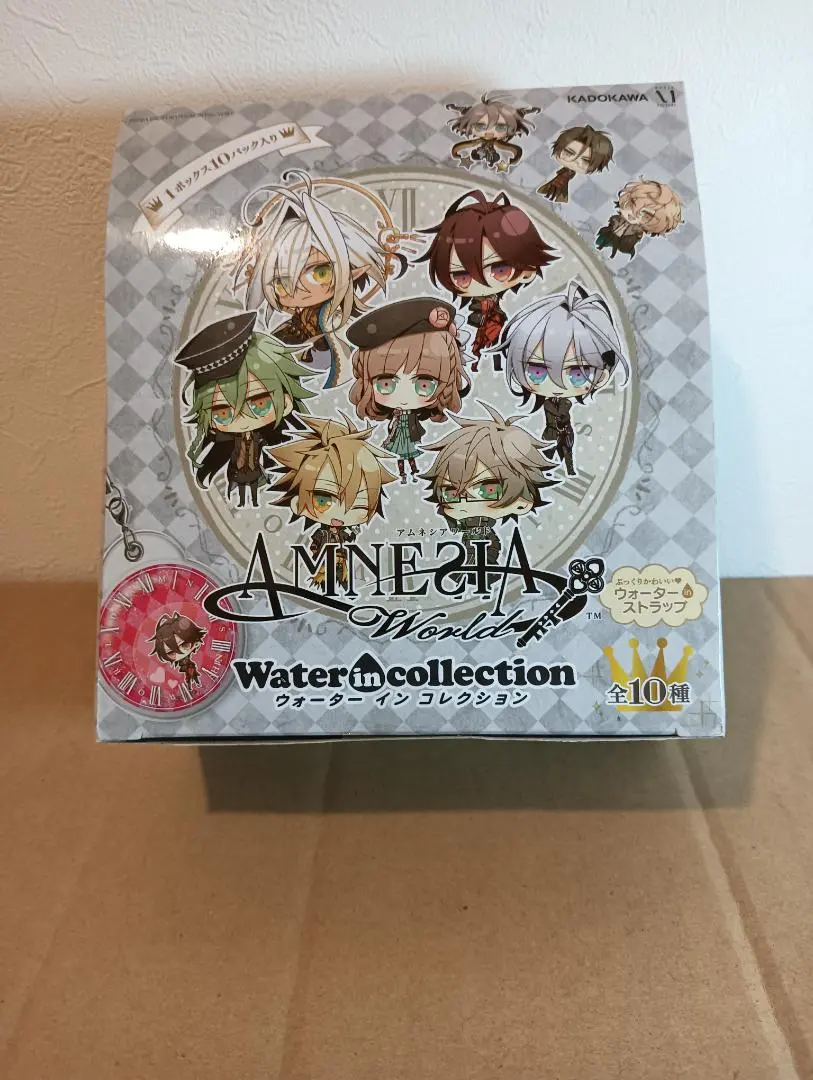 KADOKAWA
1ボックス10パック入り
アムネシアワールド
AMNESIA
World
TM
Water in collection
ウォーター イン コレクション
ぷっくりかわいい♥
ウォーター in
ストラップ
全10種